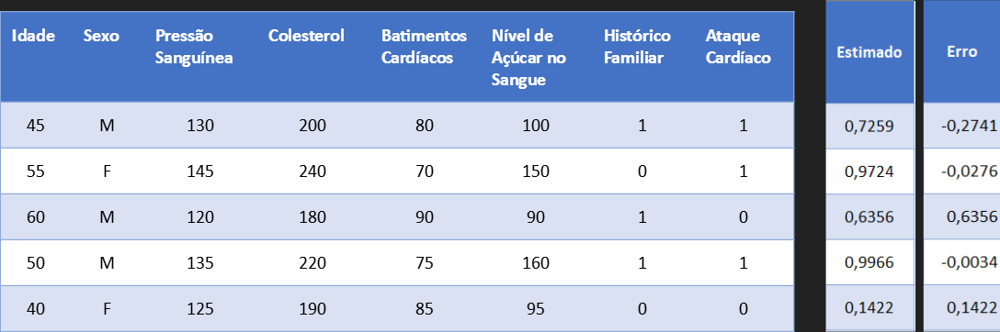 Idade Sexo Pressão Sanguínea Colesterol Batimentos Cardíacos Nível de Açúcar no Sangue Histórico Familiar Ataque Cardíaco Estimado Erro
45 M 130 200 80 100 1 1 0,7259 -0,2741
55 F 145 240 70 150 0 1 0,9724 -0,0276
60 M 120 180 90 90 1 0 0,6356 0,6356
50 M 135 220 75 160 1 1 0,9966 -0,0034
40 F 125 190 85 95 0 0 0,1422 0,1422